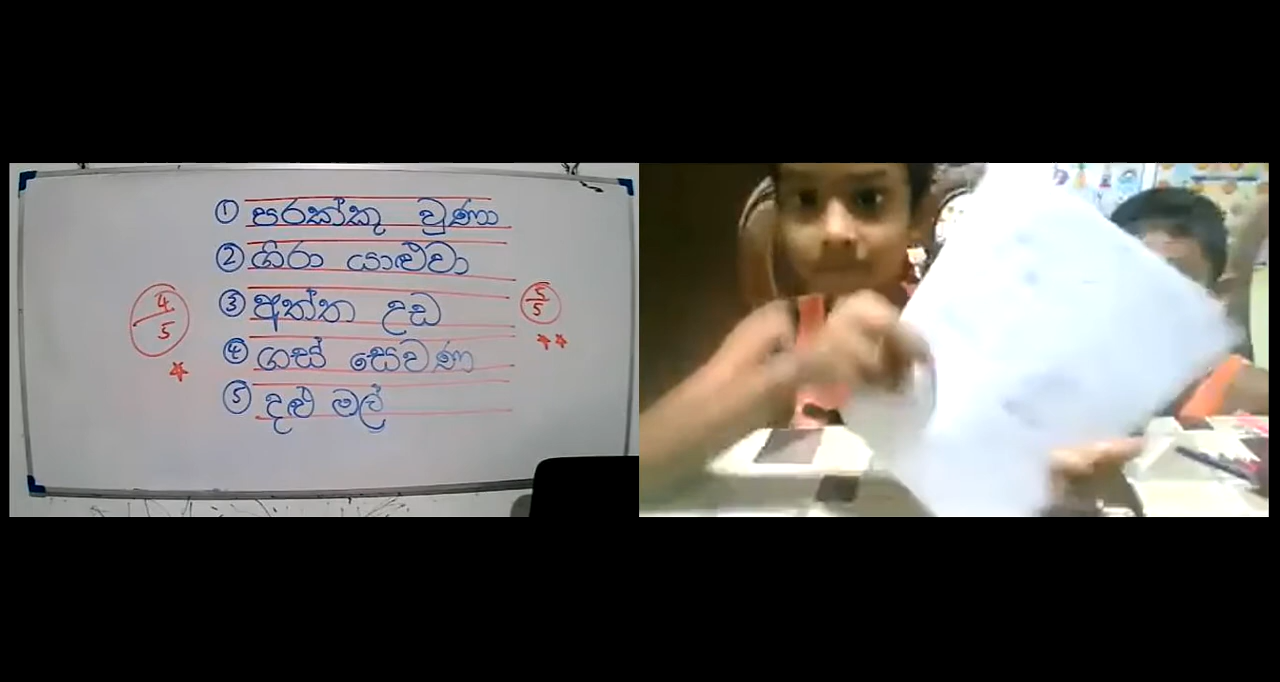 ① පරක්කු වුණා
② ගිරා යාළුවා
③ අත්ත උඩ
④ ගස් සෙවණ
⑤ දළු මල්
4/5
5/5